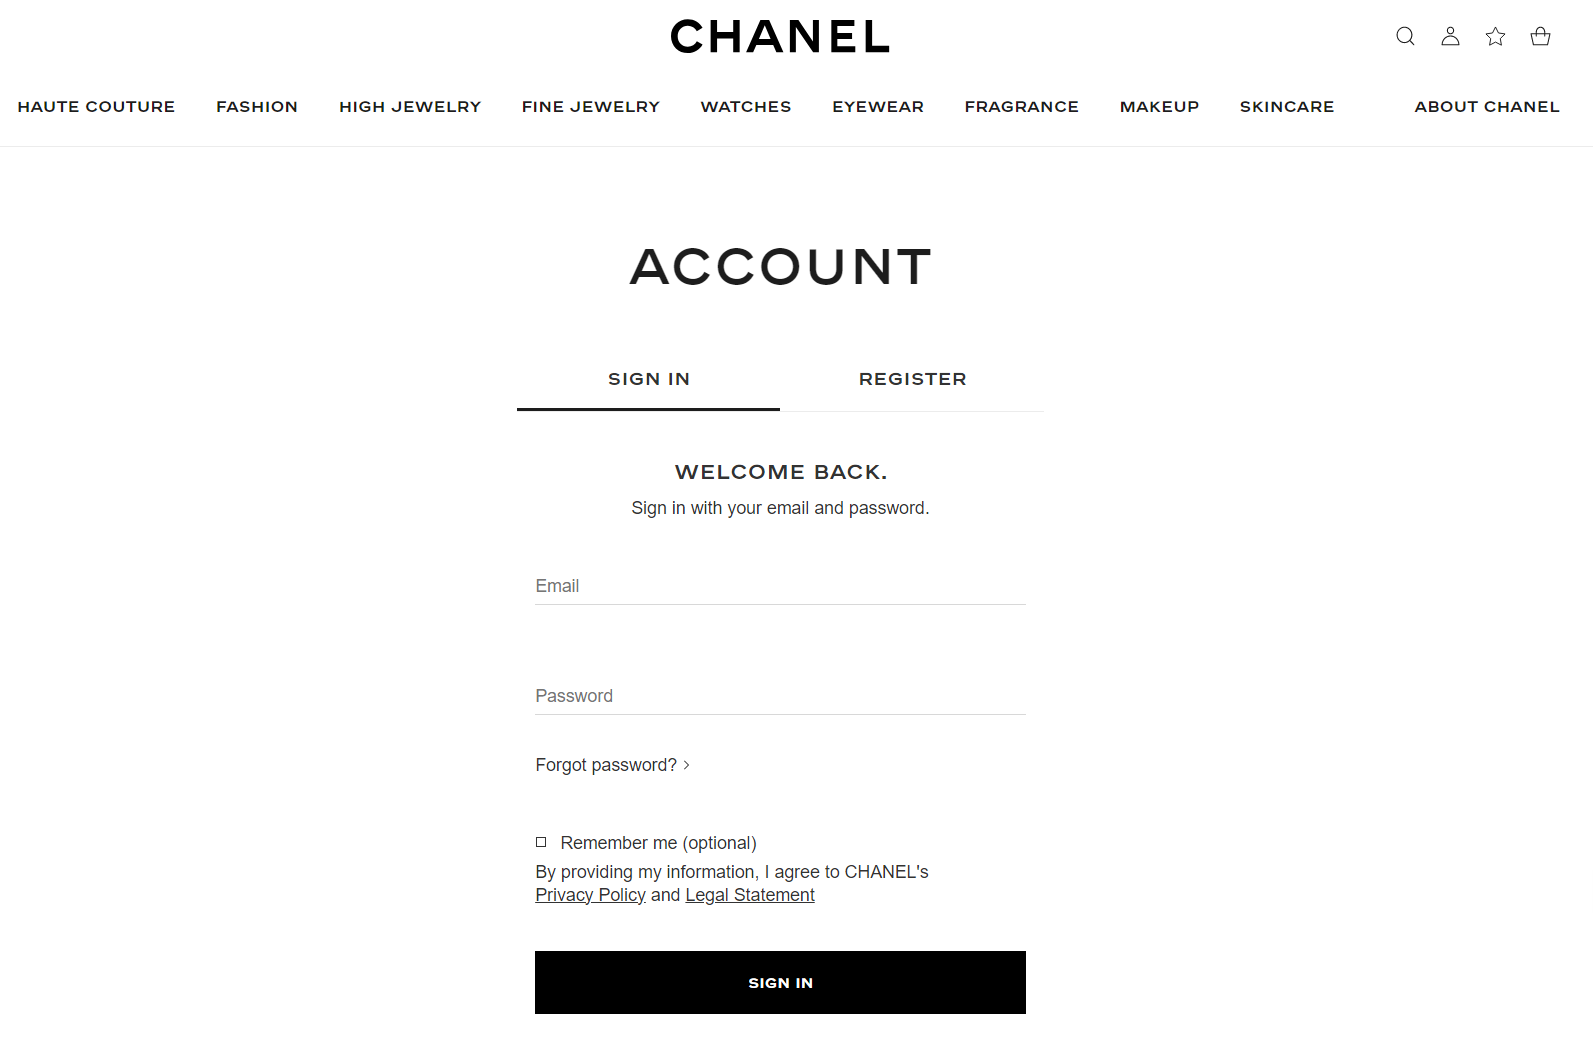 CHANEL
HAUTE COUTURE FASHION HIGH JEWELRY FINE JEWELRY WATCHES EYEWEAR FRAGRANCE MAKEUP SKINCARE ABOUT CHANEL
ACCOUNT
SIGN IN REGISTER
WELCOME BACK.
Sign in with your email and password.
Email
Password
Forgot password? >
Remember me (optional)
By providing my information, I agree to CHANEL's
Privacy Policy and Legal Statement
SIGN IN